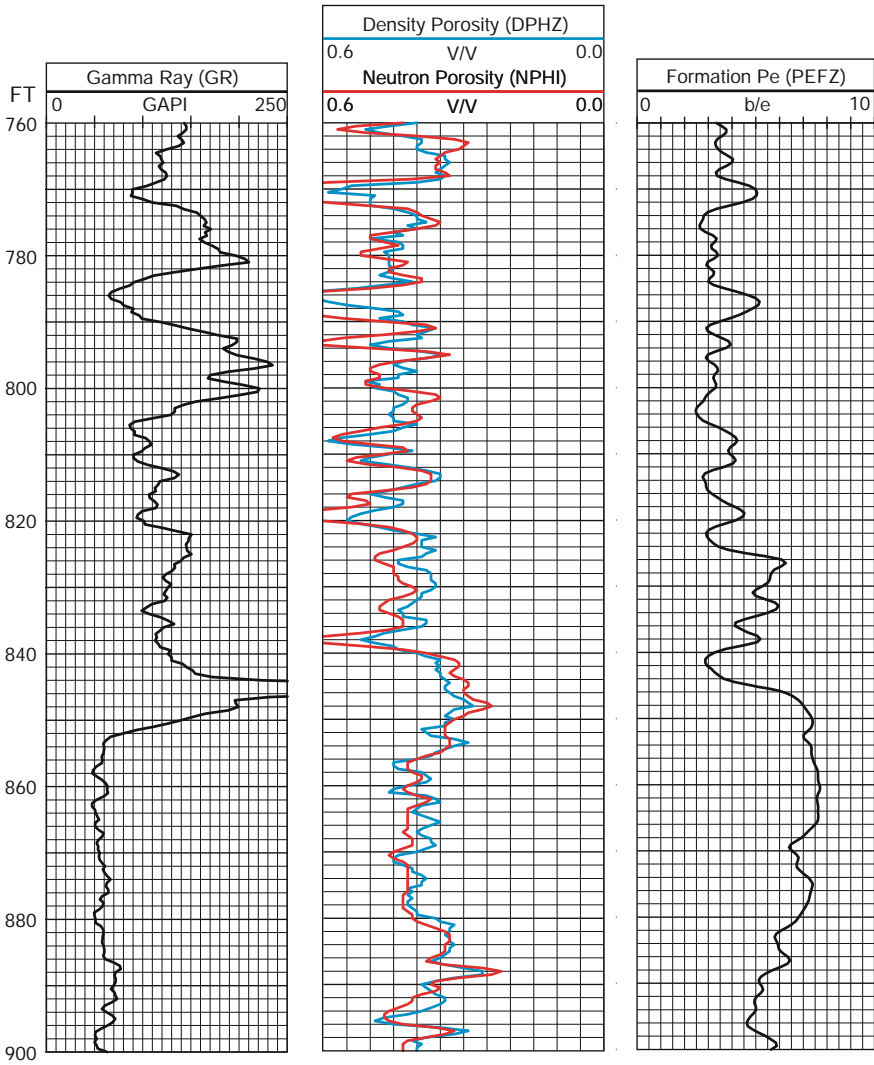 Density Porosity (DPHZ)
0.6 V/V 0.0
Gamma Ray (GR)
Neutron Porosity (NPHI)
Formation Pe (PEFZ)
FT
0 GAPI 250
0.6 V/V 0.0
0 b/e 10
760
780
800
820
840
860
880
900